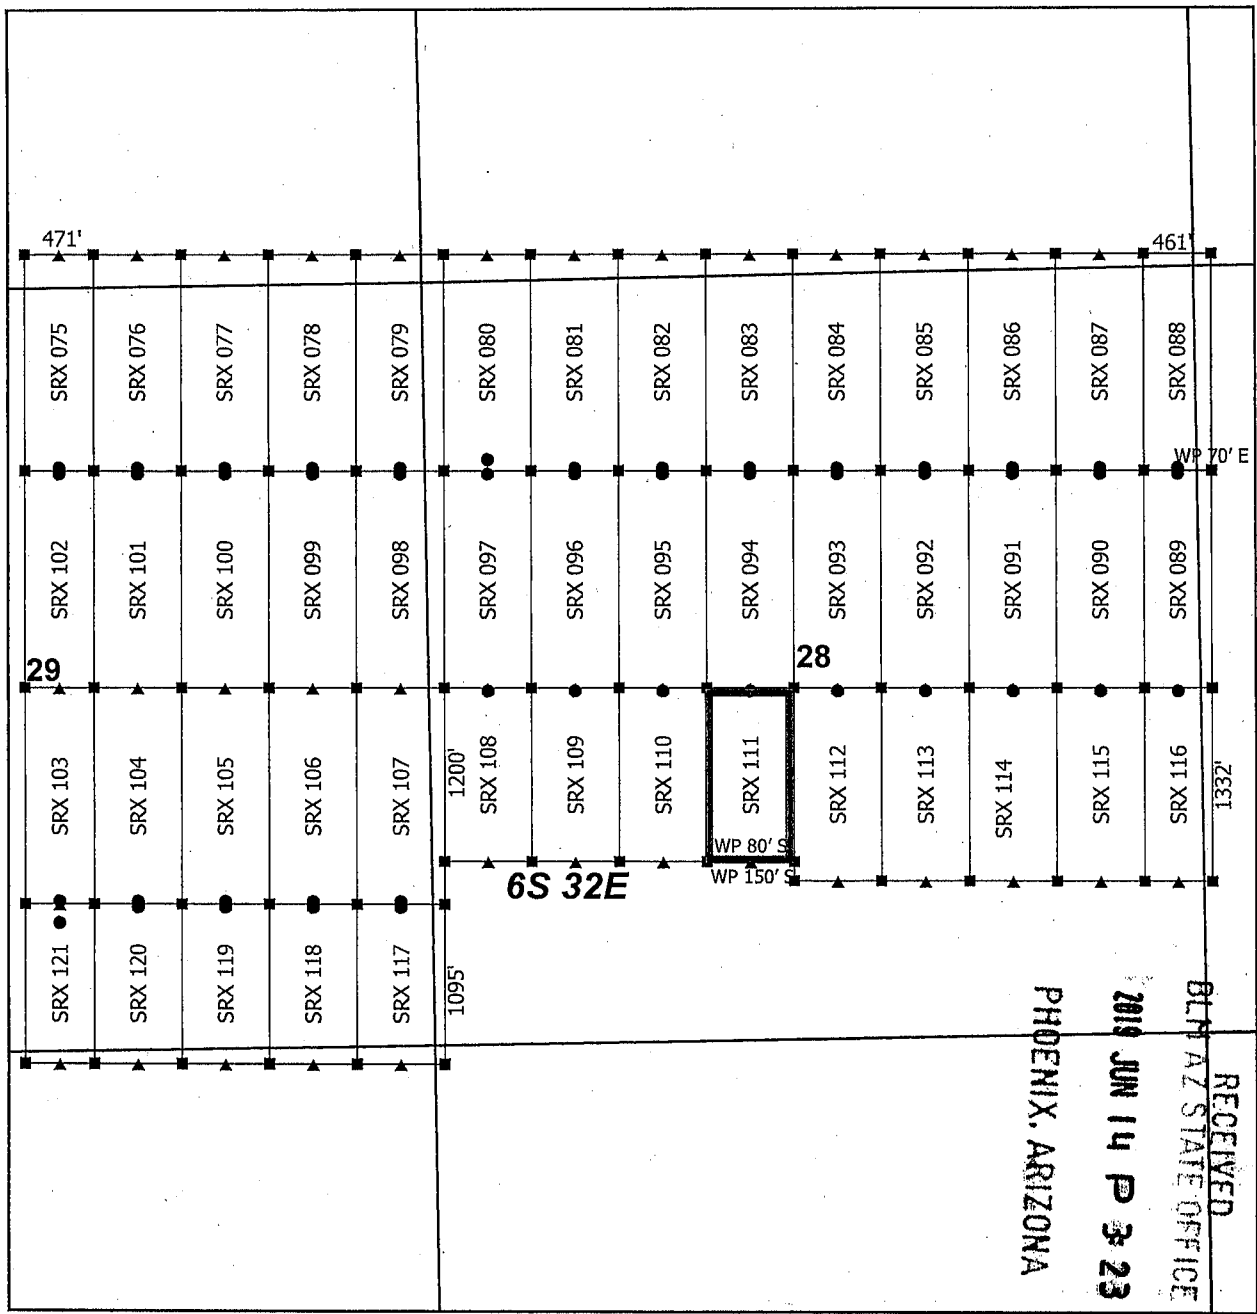 471'
461'
SRX 075
SRX 076
SRX 077
SRX 078
SRX 079
SRX 080
SRX 081
SRX 082
SRX 083
SRX 084
SRX 085
SRX 086
SRX 087
SRX 088
WP 70' E
SRX 102
SRX 101
SRX 100
SRX 099
SRX 098
SRX 097
SRX 096
SRX 095
SRX 094
SRX 093
SRX 092
SRX 091
SRX 090
SRX 089
29
28
SRX 103
SRX 104
SRX 105
SRX 106
SRX 107
1200'
SRX 108
SRX 109
SRX 110
SRX 111
SRX 112
SRX 113
SRX 114
SRX 115
SRX 116
1332'
WP 80' S
WP 150' S
6S 32E
SRX 121
SRX 120
SRX 119
SRX 118
SRX 117
1095'
RECEIVED
BLM AZ STATE OFFICE
2019 JUN 14 P 3:23
PHOENIX, ARIZONA